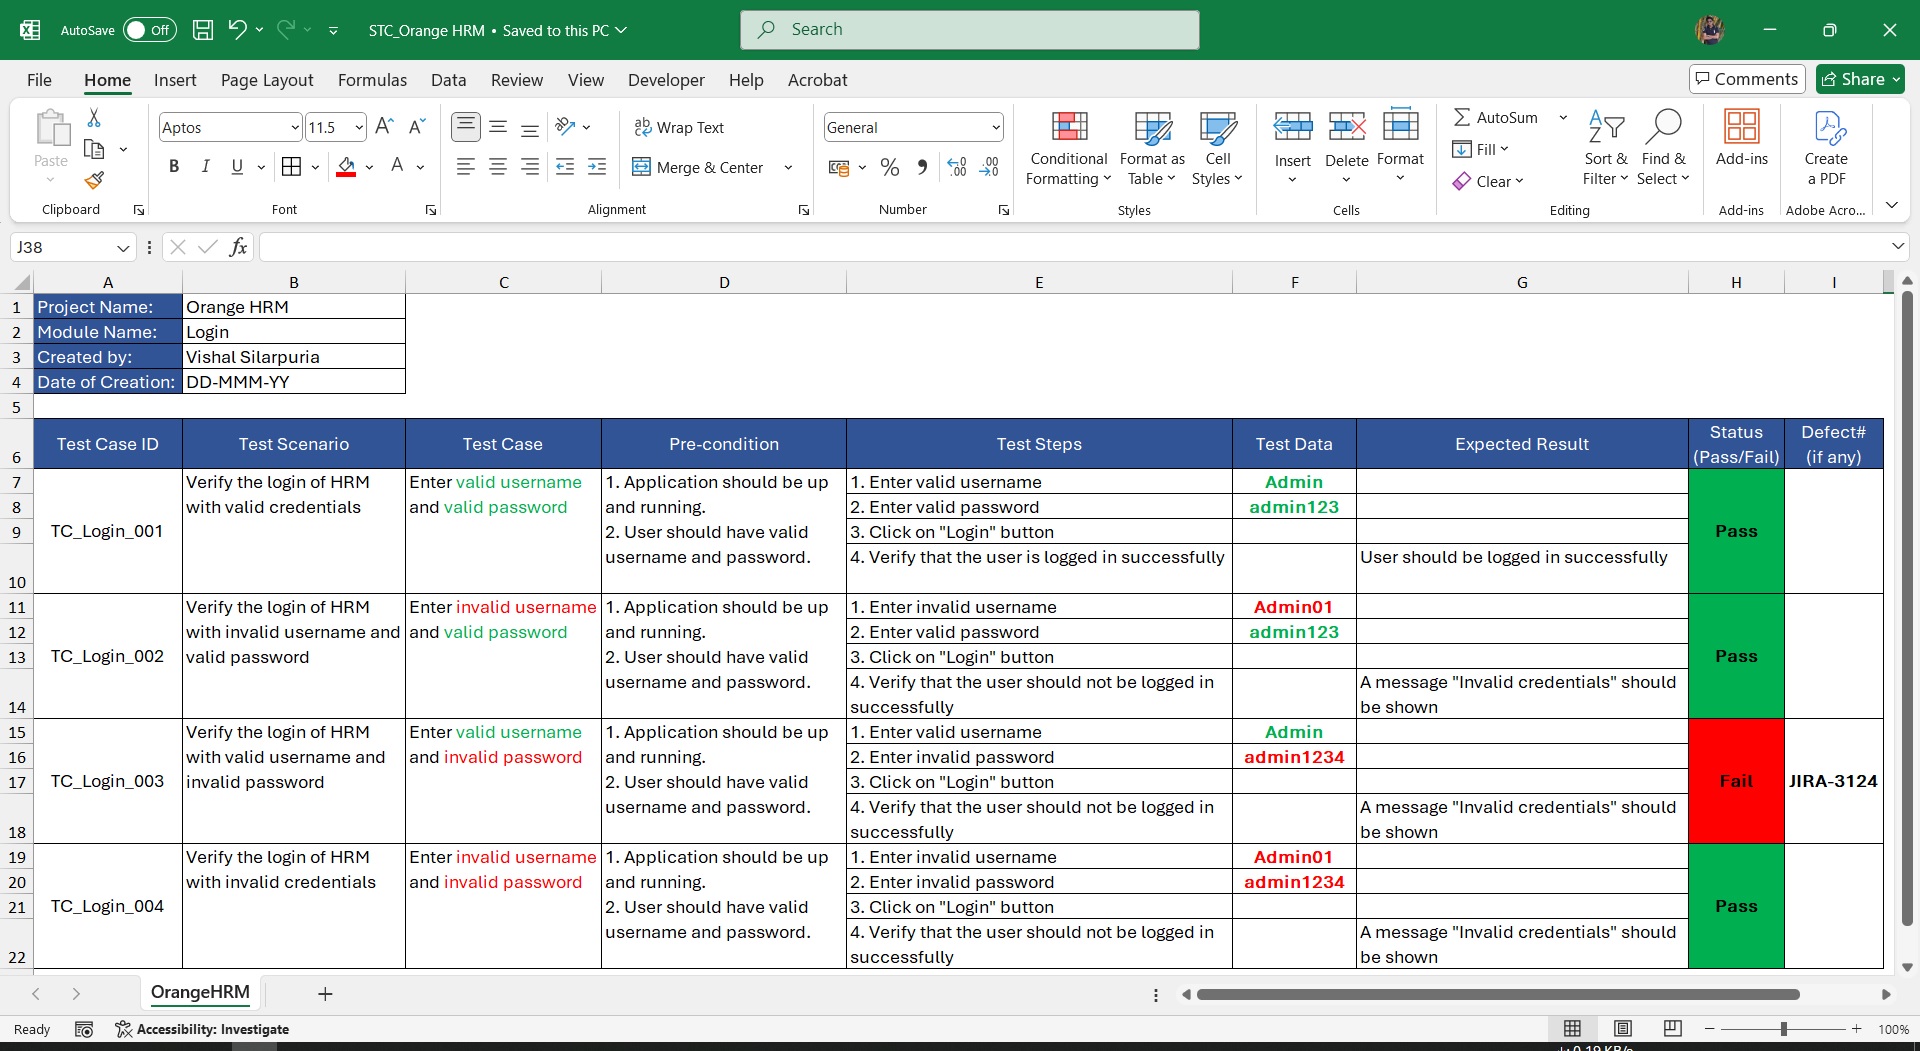 AutoSave Off STC_Orange HRM • Saved to this PC Search
File Home Insert Page Layout Formulas Data Review View Developer Help Acrobat Comments Share
Paste
Clipboard
Aptos 11.5
B I U
Font
Wrap Text
Merge & Center
Alignment
General
Number
Conditional Formatting
Format as Table
Cell Styles
Styles
Insert Delete Format
Cells
AutoSum
Fill
Clear
Sort & Filter
Find & Select
Editing
Add-ins
Add-ins
Create a PDF
Adobe Acro...
J38 fx
A B C D E F G H I
1 Project Name: Orange HRM
2 Module Name: Login
3 Created by: Vishal Silarpuria
4 Date of Creation: DD-MMM-YY
5
6 Test Case ID Test Scenario Test Case Pre-condition Test Steps Test Data Expected Result Status (Pass/Fail) Defect# (if any)
7 Verify the login of HRM Enter valid username 1. Application should be up 1. Enter valid username Admin
8 with valid credentials and valid password and running. 2. Enter valid password admin123
9 TC_Login_001 2. User should have valid 3. Click on "Login" button Pass
10 username and password. 4. Verify that the user is logged in successfully User should be logged in successfully
11 Verify the login of HRM Enter invalid username 1. Application should be up 1. Enter invalid username Admin01
12 with invalid username and and valid password and running. 2. Enter valid password admin123
13 TC_Login_002 valid password 2. User should have valid 3. Click on "Login" button Pass
14 username and password. 4. Verify that the user should not be logged in successfully A message "Invalid credentials" should be shown
15 Verify the login of HRM Enter valid username 1. Application should be up 1. Enter valid username Admin
16 with valid username and and invalid password and running. 2. Enter invalid password admin1234
17 TC_Login_003 invalid password 2. User should have valid 3. Click on "Login" button Fail JIRA-3124
18 username and password. 4. Verify that the user should not be logged in successfully A message "Invalid credentials" should be shown
19 Verify the login of HRM Enter invalid username 1. Application should be up 1. Enter invalid username Admin01
20 with invalid credentials and invalid password and running. 2. Enter invalid password admin1234
21 TC_Login_004 2. User should have valid 3. Click on "Login" button Pass
22 username and password. 4. Verify that the user should not be logged in successfully A message "Invalid credentials" should be shown
OrangeHRM
Ready Accessibility: Investigate 100%